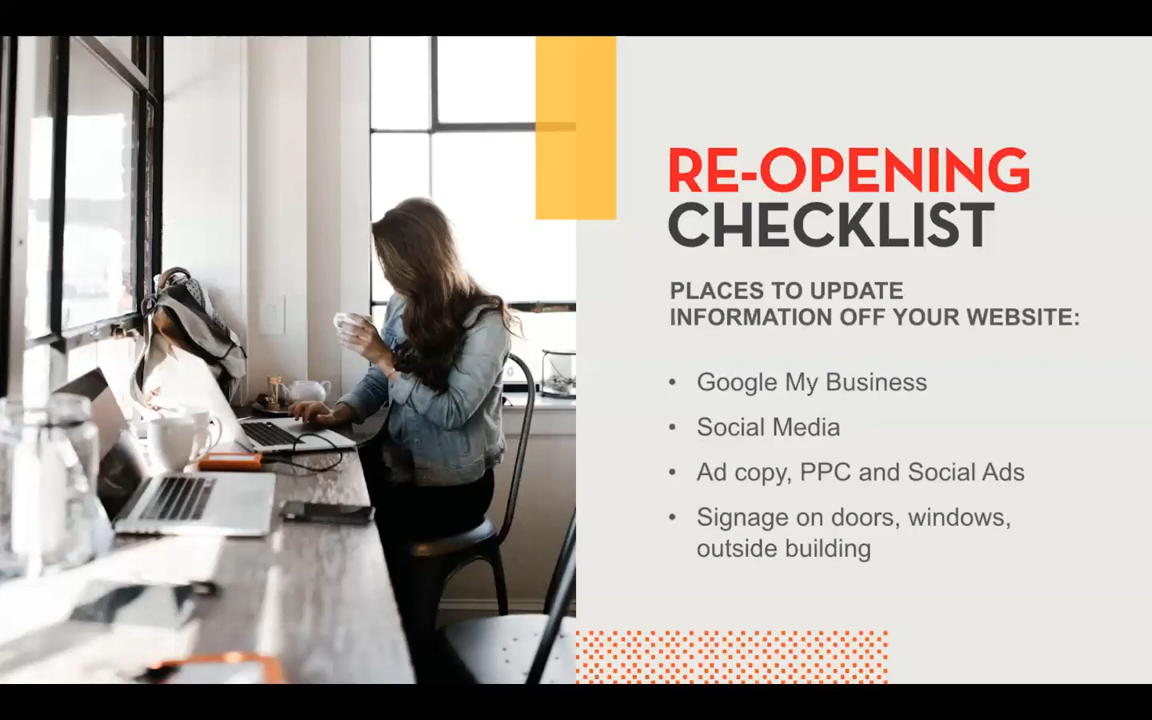 RE-OPENING
CHECKLIST
PLACES TO UPDATE
INFORMATION OFF YOUR WEBSITE:
• Google My Business
• Social Media
• Ad copy, PPC and Social Ads
• Signage on doors, windows,
outside building